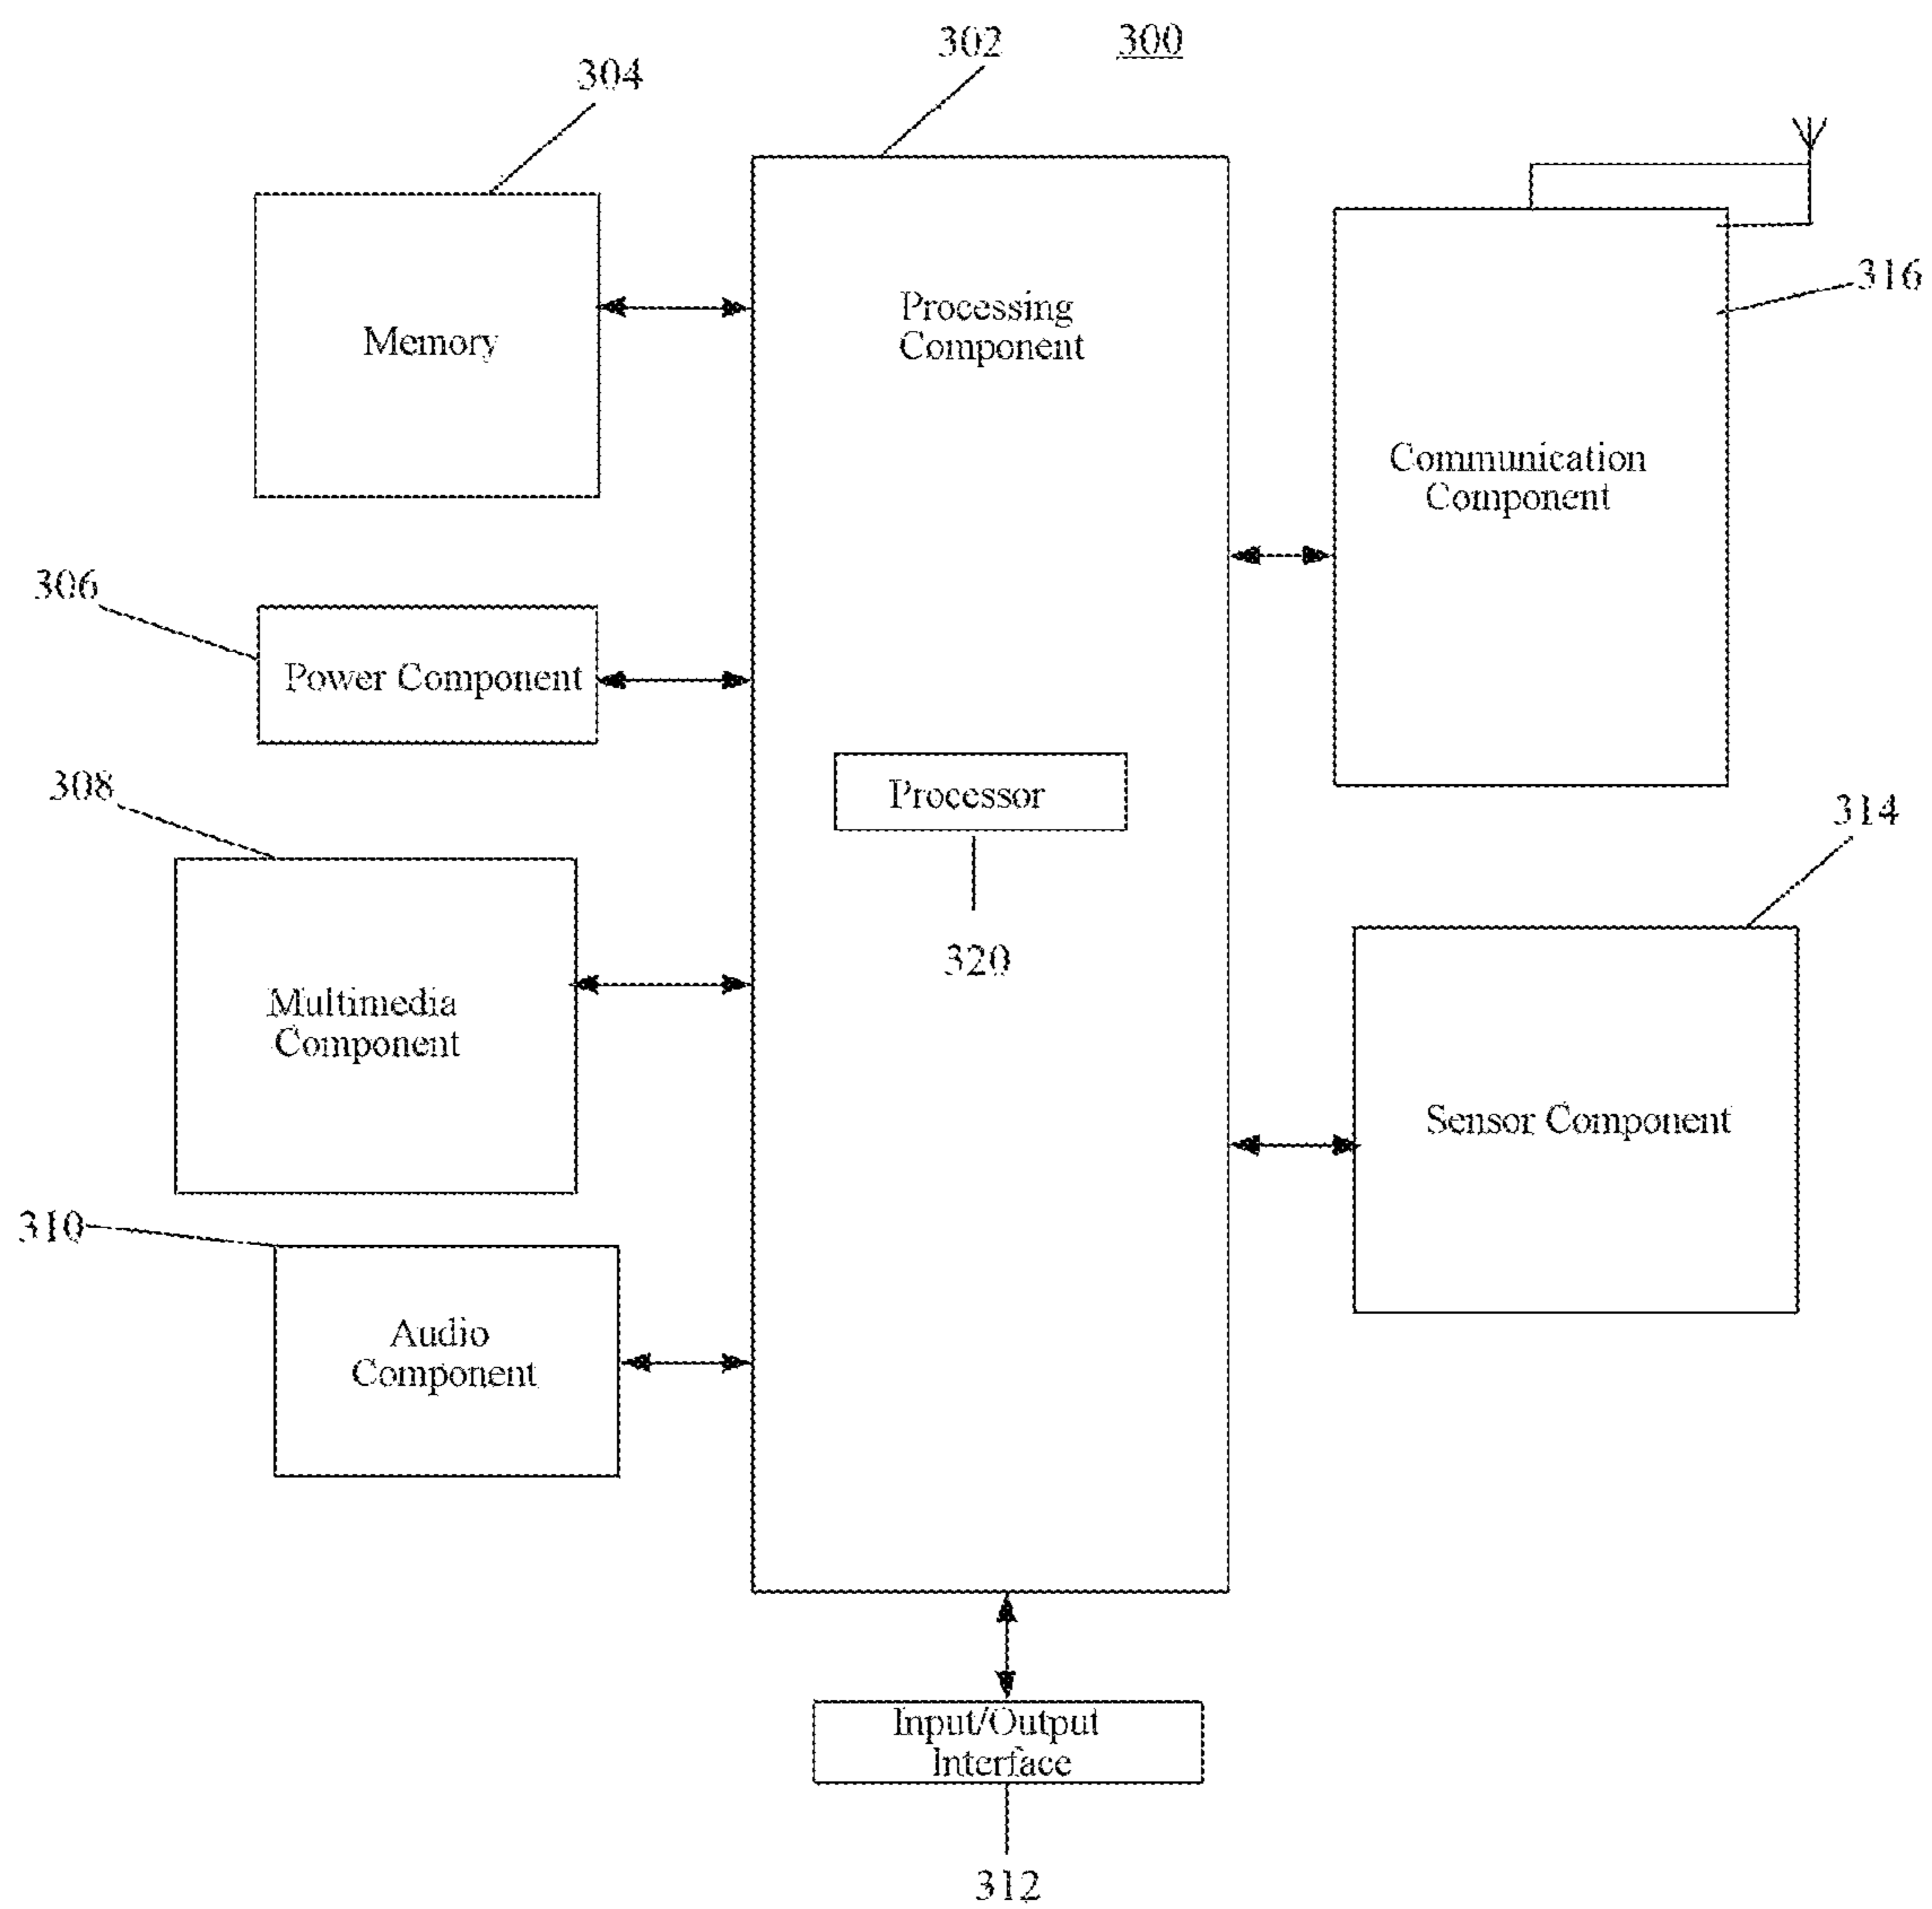 302
300
304
316
Memory
Processing
Component
Communication
Component
306
Power Component
308
Processor
314
320
Multimedia
Component
Sensor Component
310
Audio
Component
Input/Output
Interface
312